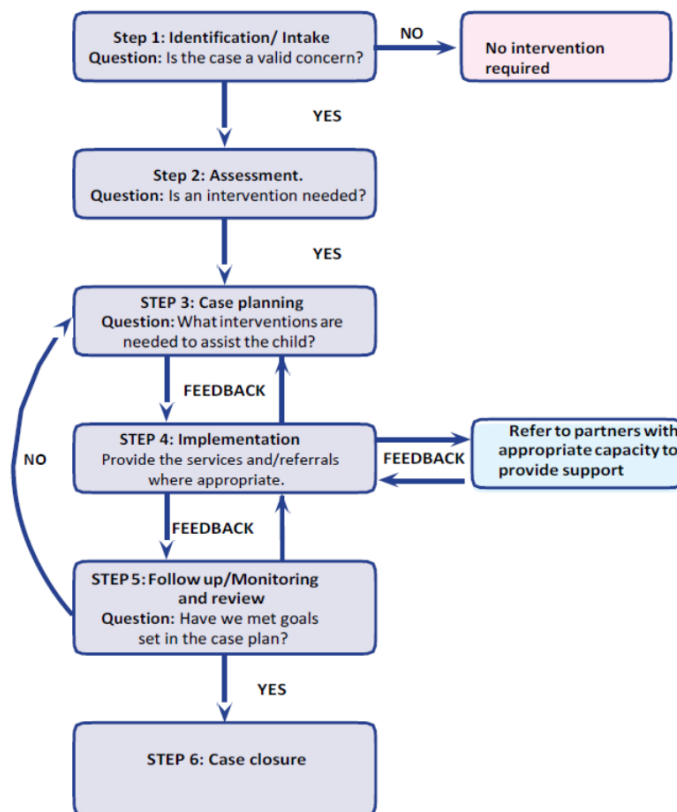 Step 1: Identification/ Intake
Question: Is the case a valid concern?
NO
No intervention
required
YES
Step 2: Assessment.
Question: Is an intervention needed?
YES
STEP 3: Case planning
Question: What interventions are
needed to assist the child?
FEEDBACK
NO
STEP 4: Implementation
Provide the services and/referrals
where appropriate.
FEEDBACK
Refer to partners with
appropriate capacity to
provide support
FEEDBACK
STEP 5: Follow up/Monitoring
and review
Question: Have we met goals
set in the case plan?
YES
STEP 6: Case closure